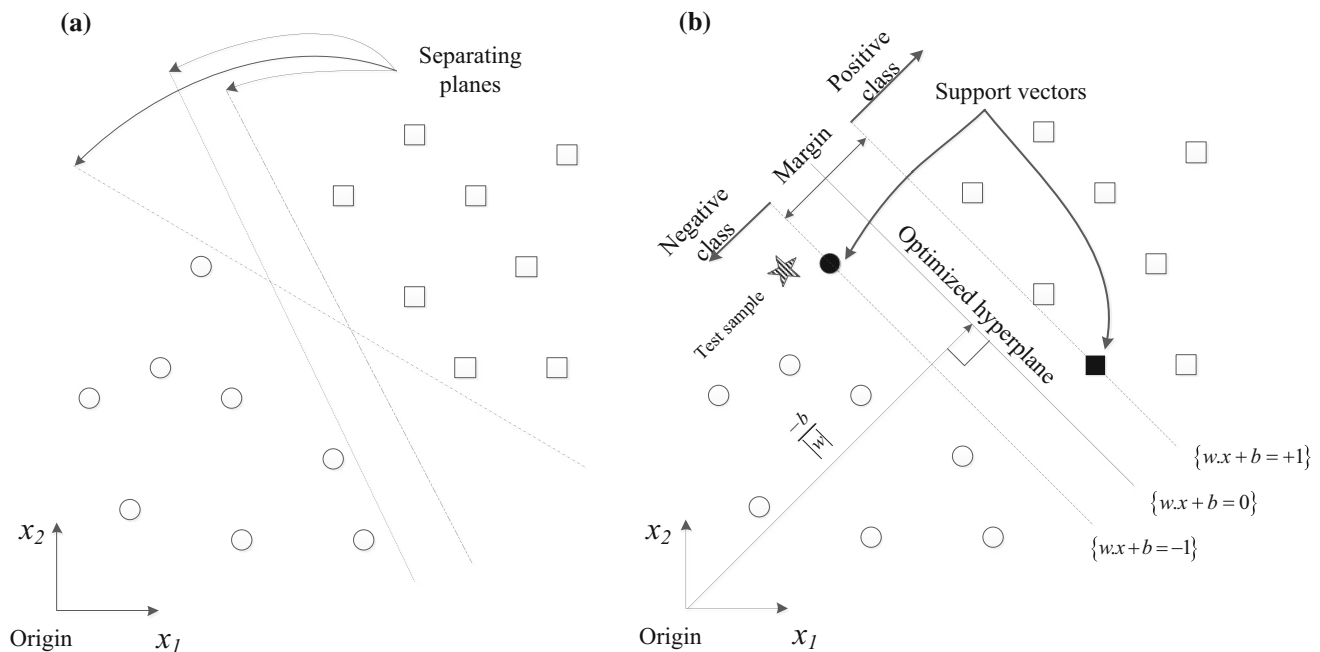 (a)
Separating
planes
x2
Origin
x1
(b)
Positive
class
Support vectors
Margin
Negative
class
Optimized hyperplane
Test sample
-b
|w|
{w.x + b = +1}
{w.x + b = 0}
{w.x + b = -1}
x2
Origin
x1